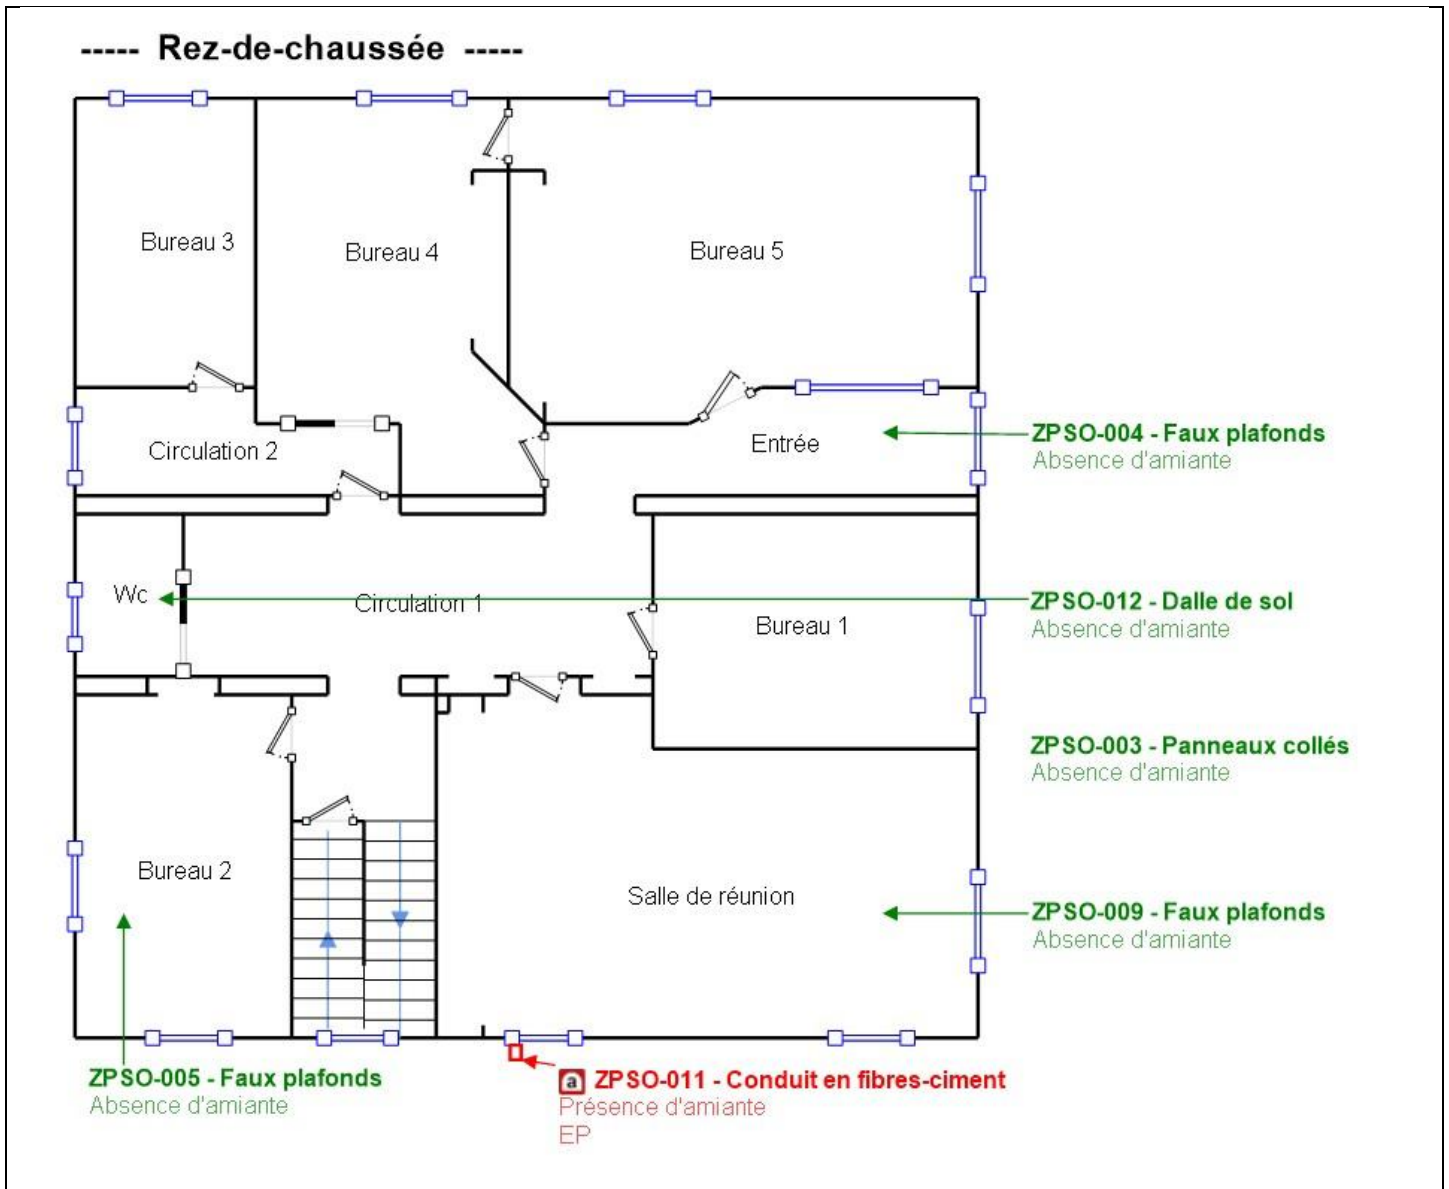 ----- Rez-de-chaussée -----
Bureau 3
Bureau 4
Bureau 5
Circulation 2
Entrée
ZPSO-004 - Faux plafonds
Absence d'amiante
Wc
Circulation 1
Bureau 1
ZPSO-012 - Dalle de sol
Absence d'amiante
ZPSO-003 - Panneaux collés
Absence d'amiante
Bureau 2
Salle de réunion
ZPSO-009 - Faux plafonds
Absence d'amiante
ZPSO-005 - Faux plafonds
Absence d'amiante
a ZPSO-011 - Conduit en fibres-ciment
Présence d'amiante
EP